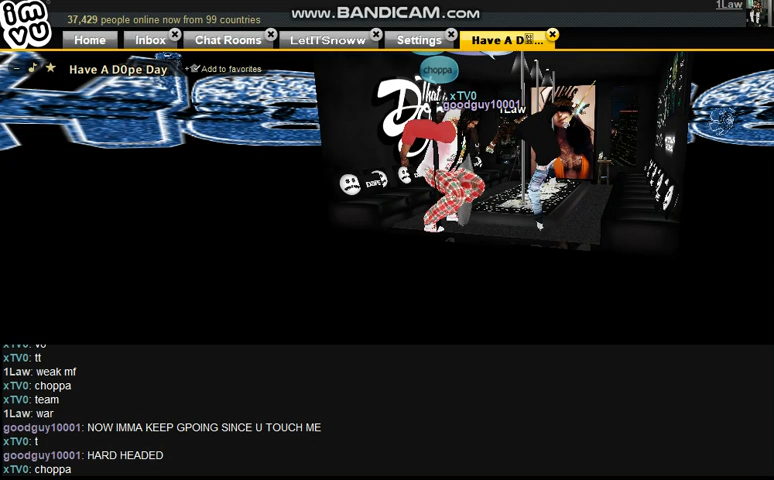 1Law
www.BANDICAM.com
imvu
37,429 people online now from 99 countries
Home
Inbox
Chat Rooms
LetITSnoww
Settings
Have A D...
Have A D0pe Day
+ Add to favorites
choppa
xTV0
goodguy10001
1Law
DOPE
xTV0: tt
1Law: weak mf
xTV0: choppa
xTV0: team
1Law: war
goodguy10001: NOW IMMA KEEP GPOING SINCE U TOUCH ME
xTV0: t
goodguy10001: HARD HEADED
xTV0: choppa